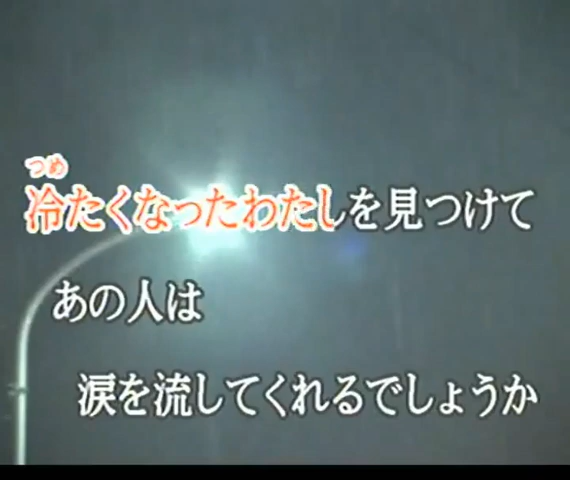 つめ
冷たくなったわたしを見つけて
あの人は
涙を流してくれるでしょうか